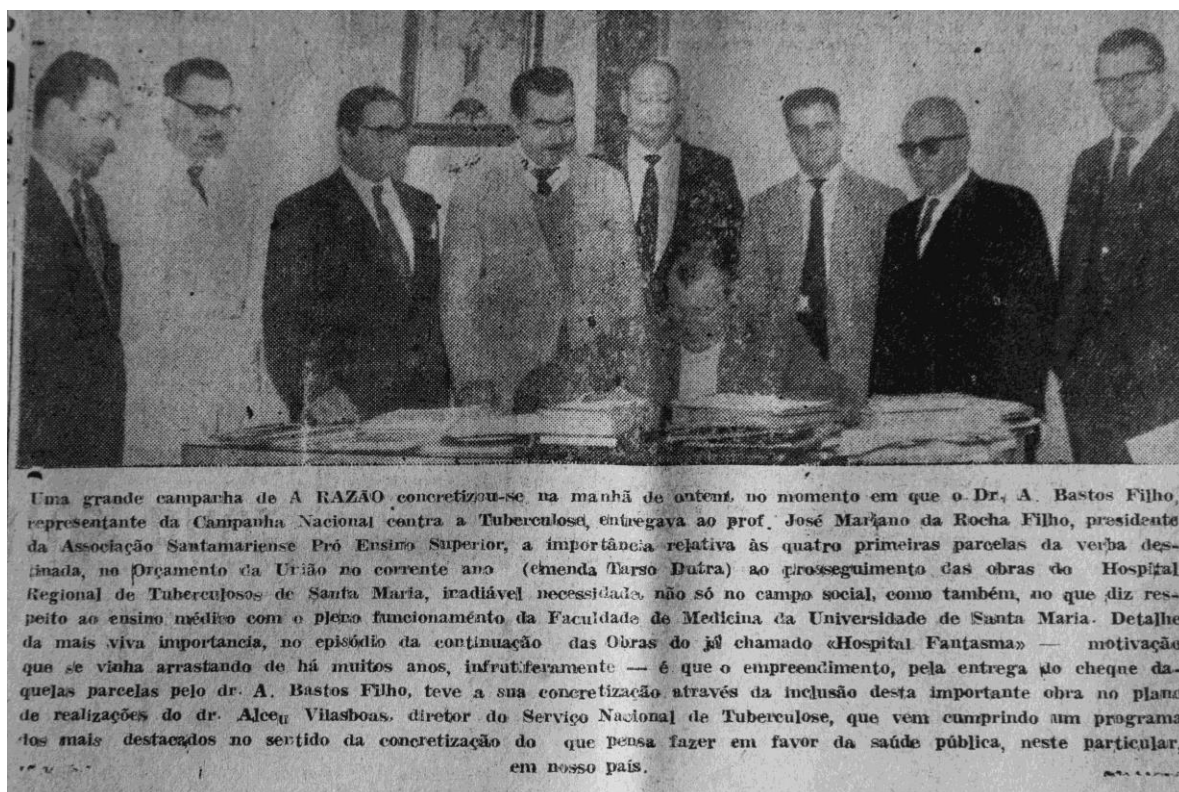 Uma grande campanha de A RAZÃO concretizou-se, na manhã de ontem, no momento em que o Dr. A. Bastos Filho,
representante da Campanha Nacional contra a Tuberculose, entregava ao prof. José Mariano da Rocha Filho, presidente
da Associação Santamariense Pró Ensino Superior, a importância relativa às quatro primeiras parcelas da verba des-
tinada, no Orçamento da União no corrente ano (emenda Tarso Dutra) ao prosseguimento das obras do Hospital
Regional de Tuberculosos de Santa Maria, iradiável necessidade, não só no campo social, como também, no que diz res-
peito ao ensino médico com o pleno funcionamento da Faculdade de Medicina da Universidade de Santa Maria. Detalhe
da mais viva importancia, no episódio da continuação das Obras do já chamado «Hospital Fantasma» — motivação
que se vinha arrastando de há muitos anos, infrutiferamente — é que o empreendimento, pela entrega do cheque da-
quelas parcelas pelo dr. A. Bastos Filho, teve a sua concretização através da inclusão desta importante obra no plano
de realizações do dr. Alceu Vilasboas, diretor do Serviço Nacional de Tuberculose, que vem cumprindo um programa
dos mais destacados no sentido da concretização do que pensa fazer em favor da saúde pública, neste particular,
em nosso país.